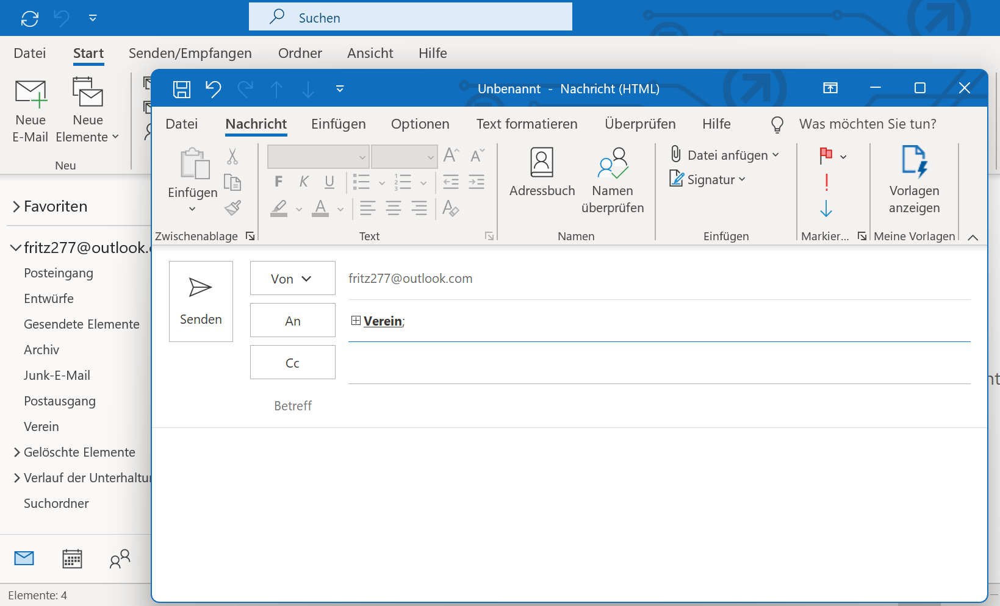 Suchen
Datei Start Senden/Empfangen Ordner Ansicht Hilfe
Neue E-Mail
Neue Elemente
Neu
Favoriten
fritz277@outlook.
Posteingang
Entwürfe
Gesendete Elemente
Archiv
Junk-E-Mail
Postausgang
Verein
Gelöschte Elemente
Verlauf der Unterhaltu
Suchordner
Elemente: 4
Unbenannt - Nachricht (HTML)
Datei Nachricht Einfügen Optionen Text formatieren Überprüfen Hilfe Was möchten Sie tun?
Einfügen
Zwischenablage
F K U
Text
Adressbuch
Namen überprüfen
Namen
Datei anfügen
Signatur
Einfügen
Markier...
Vorlagen anzeigen
Meine Vorlagen
Senden
Von fritz277@outlook.com
An Verein;
Cc
Betreff